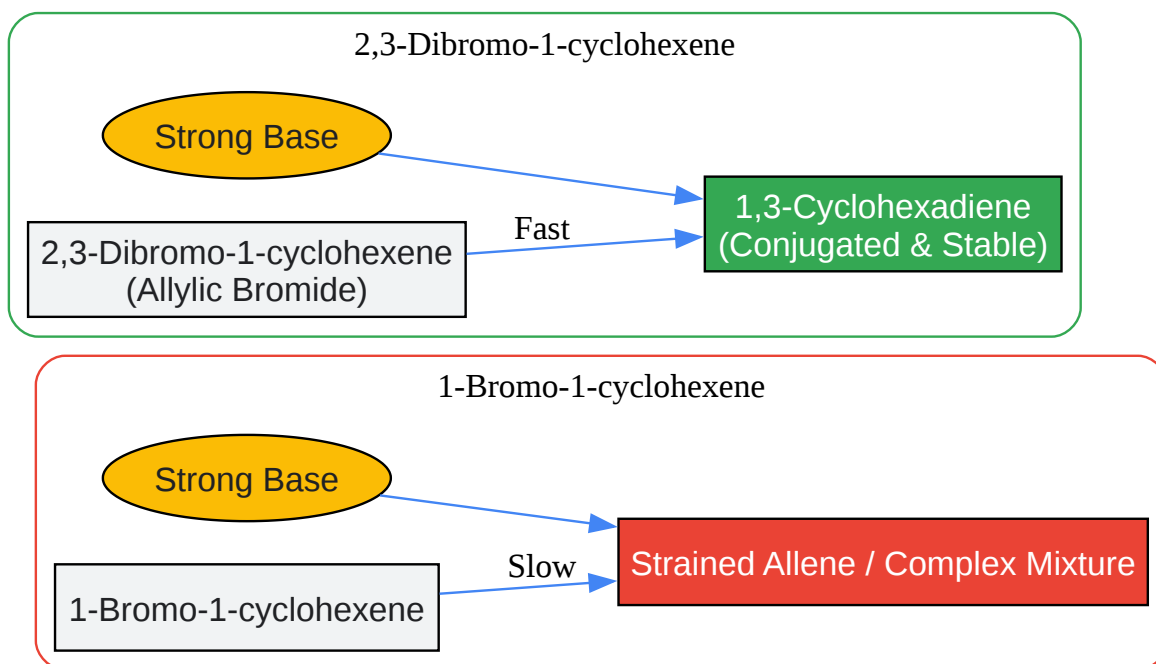 2,3-Dibromo-1-cyclohexene
Strong Base
2,3-Dibromo-1-cyclohexene
(Allylic Bromide)
Fast
1,3-Cyclohexadiene
(Conjugated & Stable)
1-Bromo-1-cyclohexene
Strong Base
1-Bromo-1-cyclohexene
Slow
Strained Allene / Complex Mixture